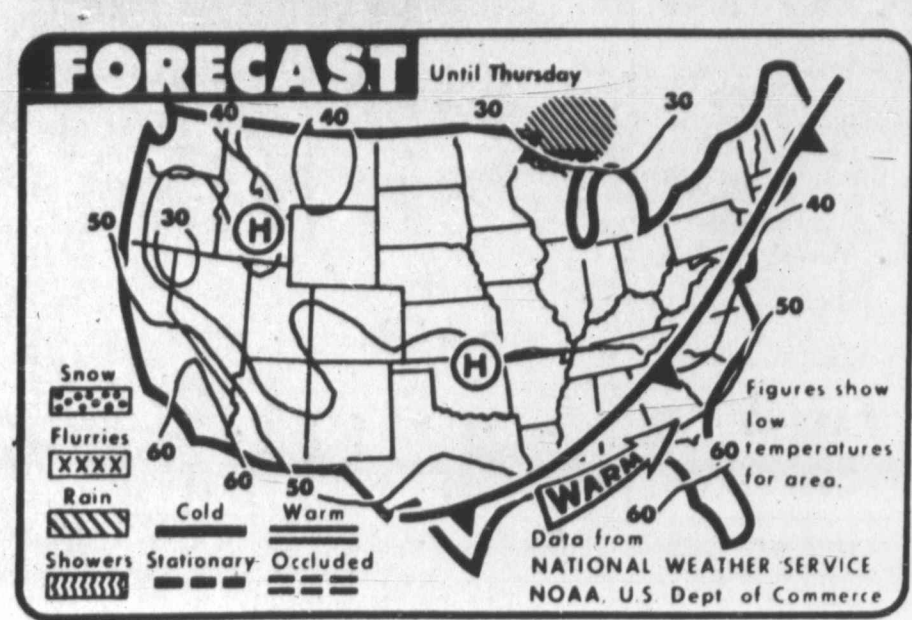 FORECAST
Until Thursday
40
40
30
30
50
30
H
40
50
H
60
60
50
60
60
WARM
Snow
Flurries
XXXX
Rain
Showers
Cold
Warm
Stationary
Occluded
Figures show
low
temperatures
for area.
Data from
NATIONAL WEATHER SERVICE
NOAA, U.S. Dept of Commerce